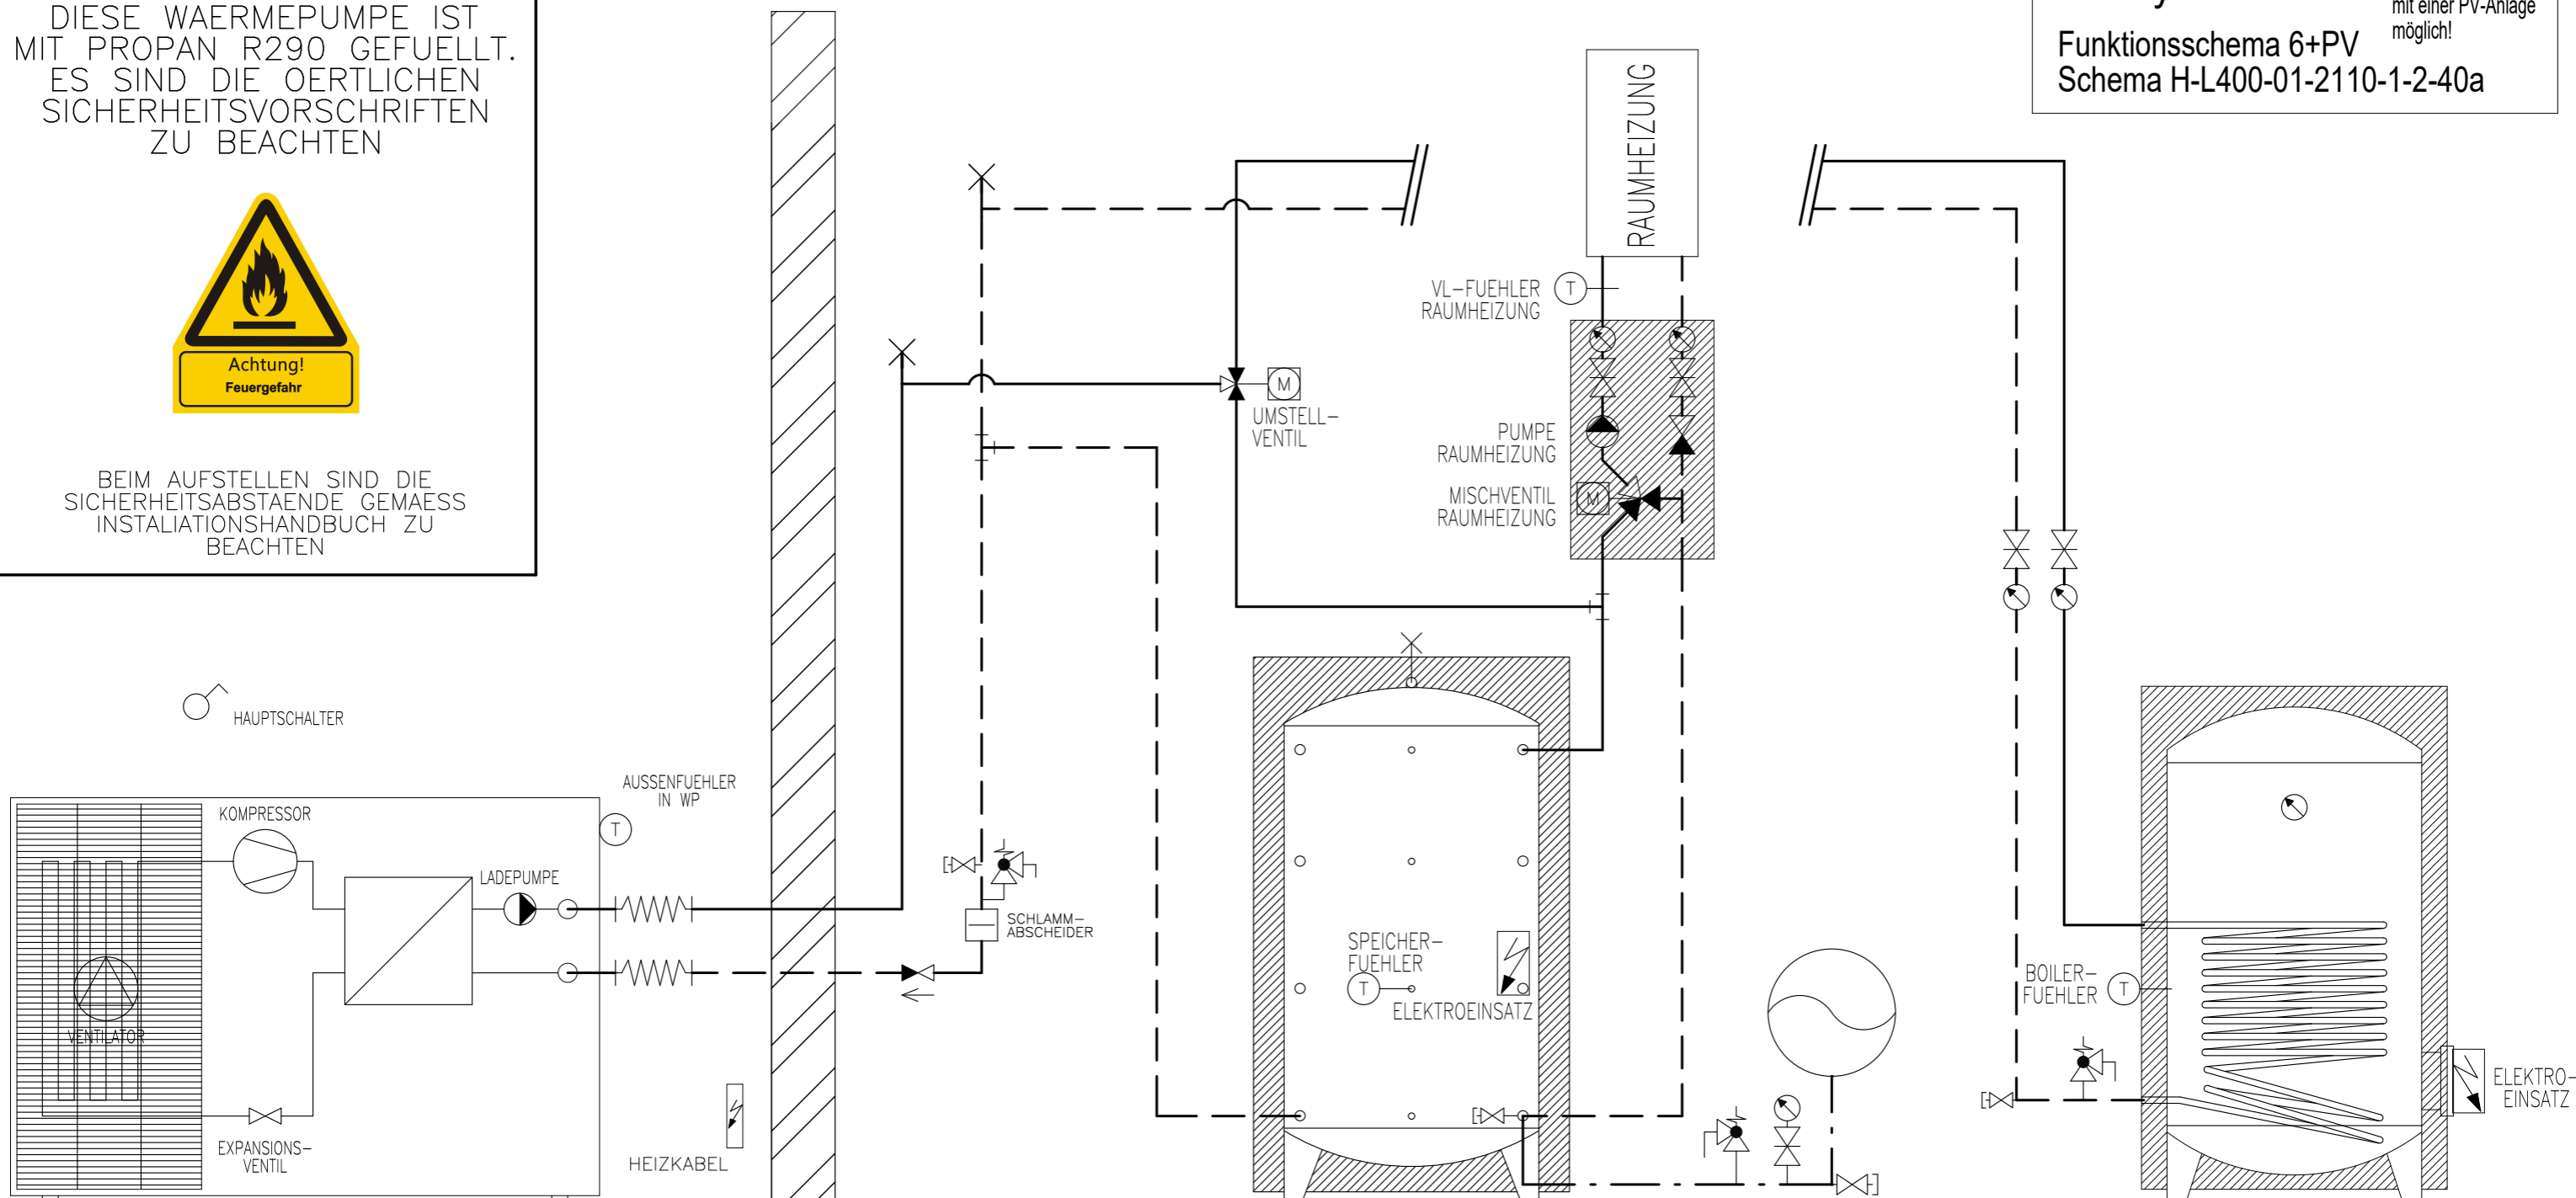 DIESE WAERMEPUMPE IST
MIT PROPAN R290 GEFUELLT.
ES SIND DIE OERTLICHEN
SICHERHEITSVORSCHRIFTEN
ZU BEACHTEN
Achtung!
Feuergefahr
BEIM AUFSTELLEN SIND DIE
SICHERHEITSABSTAENDE GEMAESS
INSTALIATIONSHANDBUCH ZU
BEACHTEN
mit einer PV-Anlage
möglich!
Funktionsschema 6+PV
Schema H-L400-01-2110-1-2-40a
RAUMHEIZUNG
VL-FUEHLER
RAUMHEIZUNG
T
M
UMSTELL-
VENTIL
PUMPE
RAUMHEIZUNG
MISCHVENTIL
RAUMHEIZUNG
M
HAUPTSCHALTER
AUSSENFUEHLER
IN WP
T
KOMPRESSOR
LADEPUMPE
VENTILATOR
EXPANSIONS-
VENTIL
HEIZKABEL
SCHLAMM-
ABSCHEIDER
SPEICHER-
FUEHLER
T
ELEKTROEINSATZ
BOILER-
FUEHLER
T
ELEKTRO-
EINSATZ